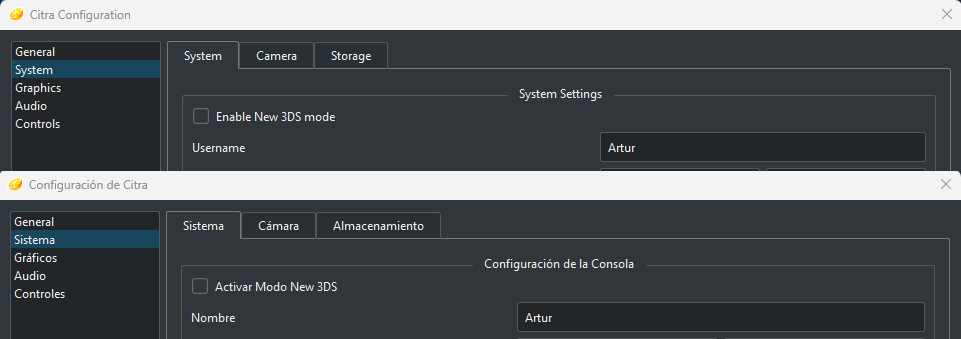 Citra Configuration
General
System
Graphics
Audio
Controls
System Camera Storage
System Settings
Enable New 3DS mode
Username Artur
Configuración de Citra
General
Sistema
Gráficos
Audio
Controles
Sistema Cámara Almacenamiento
Configuración de la Consola
Activar Modo New 3DS
Nombre Artur